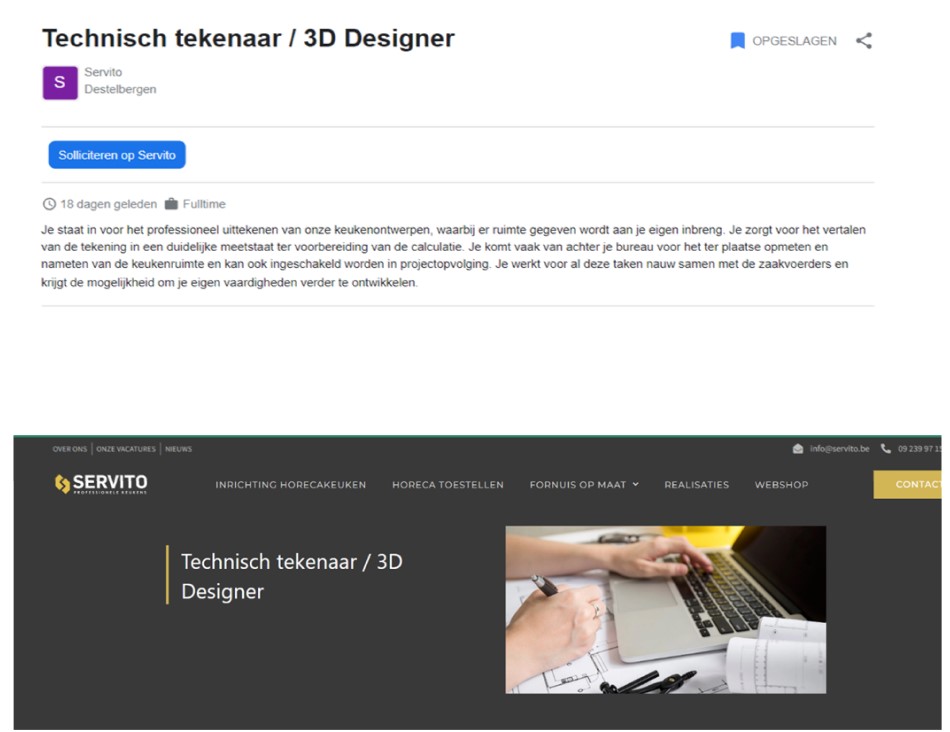 Technisch tekenaar / 3D Designer
OPGESLAGEN
S
Servito
Destelbergen
Solliciteren op Servito
18 dagen geleden Fulltime
Je staat in voor het professioneel uittekenen van onze keukenontwerpen, waarbij er ruimte gegeven wordt aan je eigen inbreng. Je zorgt voor het vertalen
van de tekening in een duidelijke meetstaat ter voorbereiding van de calculatie. Je komt vaak van achter je bureau voor het ter plaatse opmeten en
nameten van de keukenruimte en kan ook ingeschakeld worden in projectopvolging. Je werkt voor al deze taken nauw samen met de zaakvoerders en
krijgt de mogelijkheid om je eigen vaardigheden verder te ontwikkelen.
OVER ONS | ONZE VACATURES | NIEUWS
info@servito.be 09 239 97 1
SERVITO
PROFESSIONELE KEUKENS
INRICHTING HORECAKEUKEN HORECA TOESTELLEN FORNUIS OP MAAT REALISATIES WEBSHOP CONTACT
Technisch tekenaar / 3D
Designer